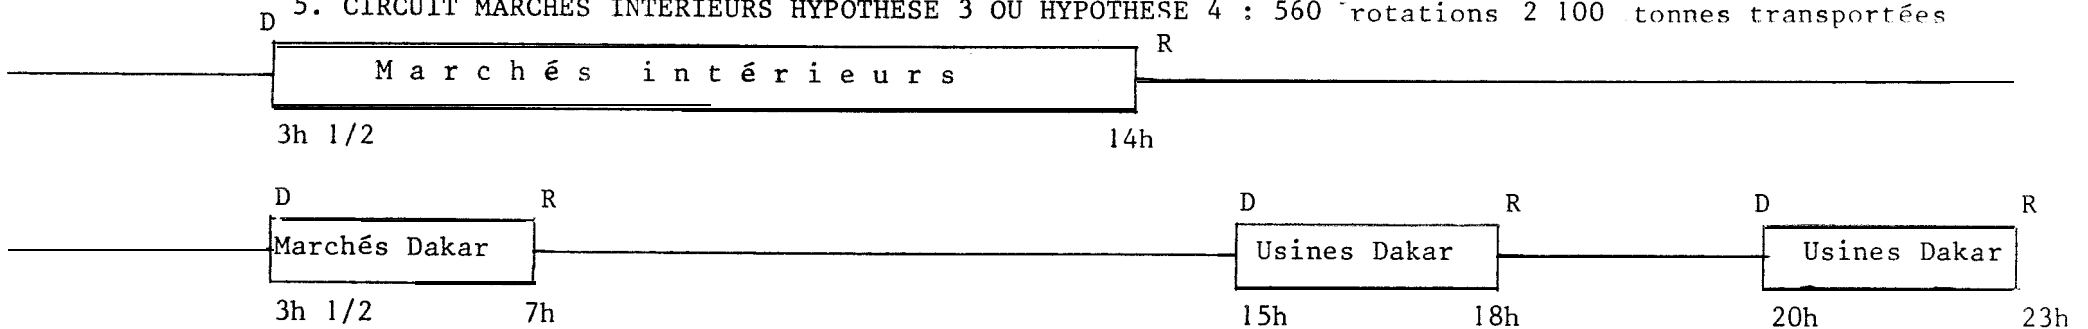 5. CIRCUIT MARCHES INTERIEURS HYPOTHESE 3 OU HYPOTHESE 4 : 560 rotations 2 100 tonnes transportées
D R
Marchés intérieurs
3h 1/2 14h
D R D R D R
Marchés Dakar Usines Dakar Usines Dakar
3h 1/2 7h 15h 18h 20h 23h